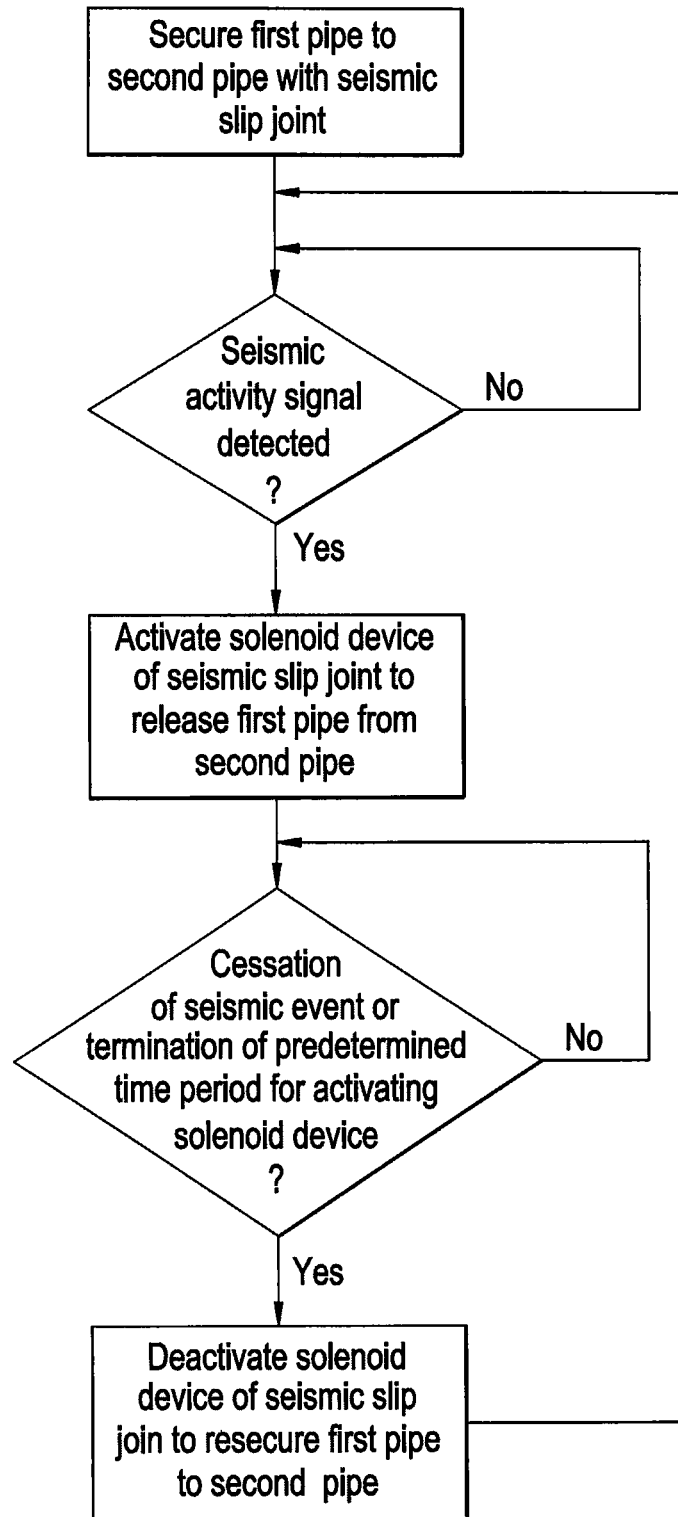 Secure first pipe to
second pipe with seismic
slip joint
Seismic
activity signal
detected
?
No
Yes
Activate solenoid device
of seismic slip joint to
release first pipe from
second pipe
Cessation
of seismic event or
termination of predetermined
time period for activating
solenoid device
?
No
Yes
Deactivate solenoid
device of seismic slip
join to resecure first pipe
to second pipe